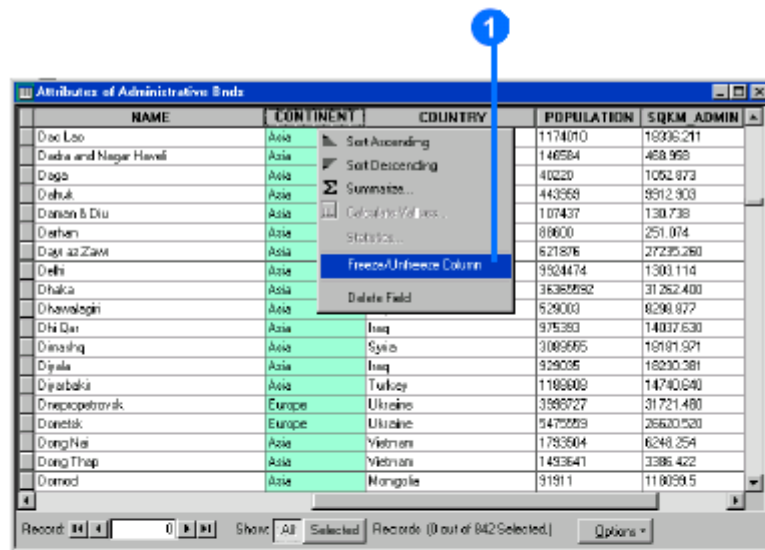 1
Attributes of Administrative Bnds
NAME CONTINENT COUNTRY POPULATION SQKM_ADMIN
Dac Lac Asia 1174010 18336.211
Dadra and Nagar Haveli Asia 146584 468.958
Daga Asia 40220 1052.873
Dahuk Asia 443959 9912.903
Daman & Diu Asia 107437 130.738
Darhan Asia 88600 251.074
Dayr az Zawr Asia 621876 27235.260
Delhi Asia 9924474 1303.114
Dhaka Asia 36365592 31262.400
Dhawalagiri Asia 529003 8298.877
Dhi Qar Asia Iraq 975393 14037.630
Dimashq Asia Syria 3089555 18181.971
Diyala Asia Iraq 929035 18230.381
Diyarbakir Asia Turkey 1189608 14740.640
Dnepropetrovsk Europe Ukraine 3998727 31721.480
Donetsk Europe Ukraine 5475559 26620.520
Dong Nai Asia Vietnam 1793504 6248.254
Dong Thap Asia Vietnam 1493641 3386.422
Dornod Asia Mongolia 91911 118099.5
Sort Ascending
Sort Descending
Summarize...
Calculate Values...
Statistics...
Freeze/Unfreeze Column
Delete Field
Record: 0 Show: All Selected Records (0 out of 842 Selected.) Options